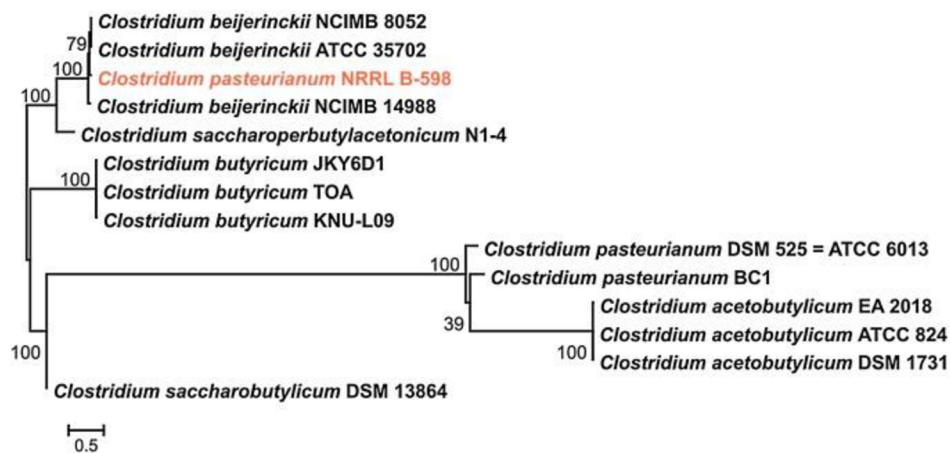 Clostridium beijerinckii NCIMB 8052
79
Clostridium beijerinckii ATCC 35702
100
Clostridium pasteurianum NRRL B-598
100
Clostridium beijerinckii NCIMB 14988
Clostridium saccharoperbutylacetonicum N1-4
Clostridium butyricum JKY6D1
100
Clostridium butyricum TOA
Clostridium butyricum KNU-L09
Clostridium pasteurianum DSM 525 = ATCC 6013
100
Clostridium pasteurianum BC1
Clostridium acetobutylicum EA 2018
39
Clostridium acetobutylicum ATCC 824
100
100
Clostridium acetobutylicum DSM 1731
Clostridium saccharobutylicum DSM 13864
0.5